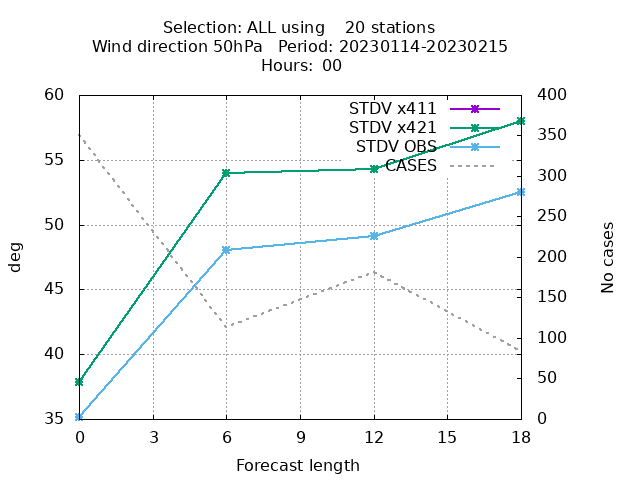 Selection: ALL using    20 stations
Wind direction 50hPa   Period: 20230114-20230215
Hours: 00
60
55
50
45
40
35
deg
STDV x411
STDV x421
STDV OBS
CASES
400
350
300
250
200
150
100
50
0
No cases
0 3 6 9 12 15 18
Forecast length